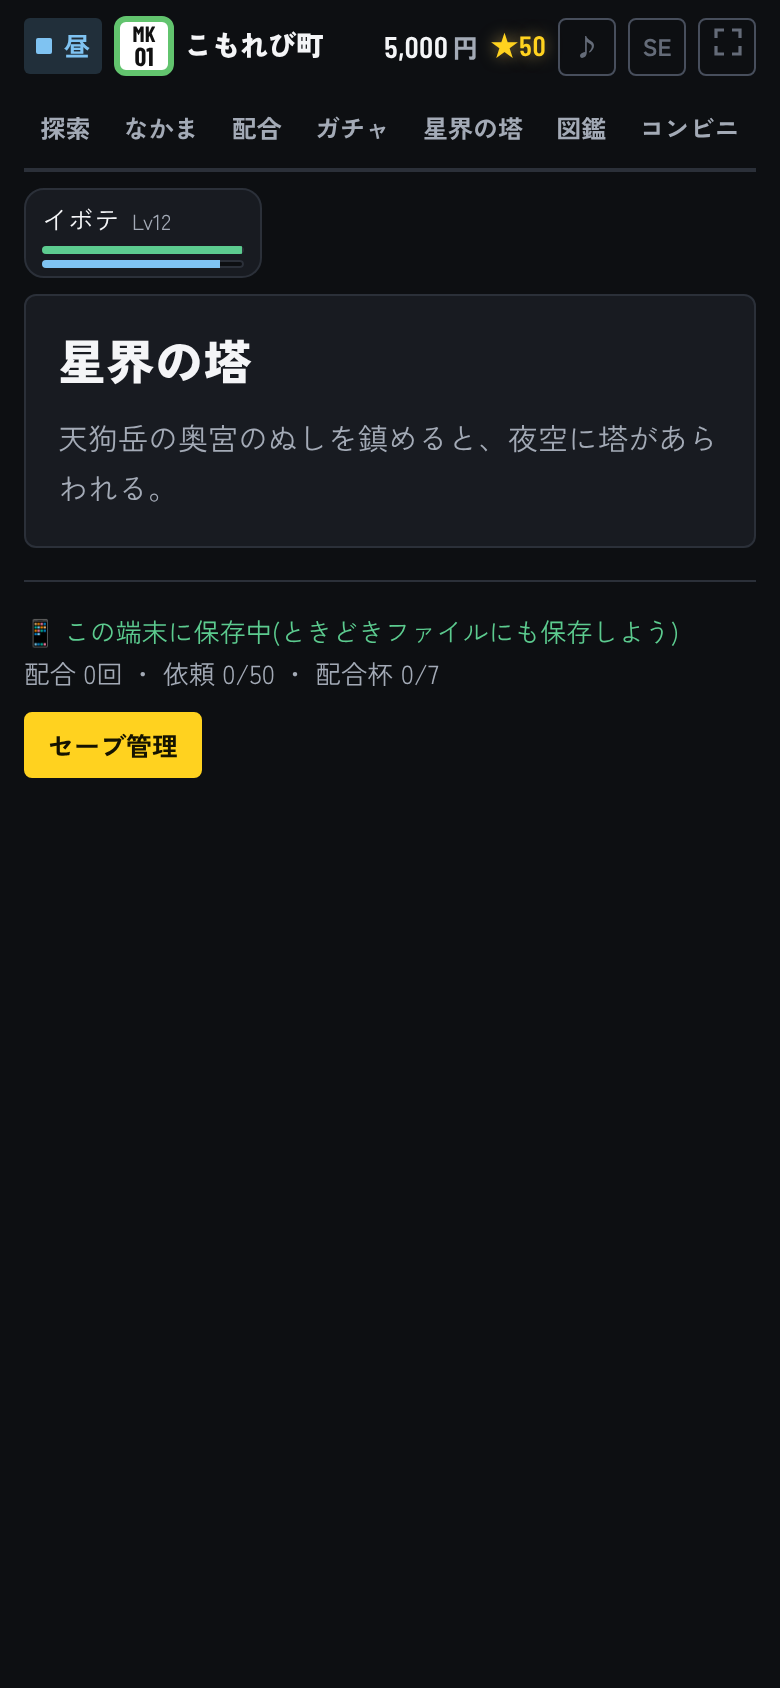 昼 MK 01 こもれび町 5,000 円 ★50 ♪ SE
探索 なかま 配合 ガチャ 星界の塔 図鑑 コンビニ
イボテ Lv12
星界の塔
天狗岳の奥宮のぬしを鎮めると、夜空に塔があら
われる。
この端末に保存中(ときどきファイルにも保存しよう)
配合 0回 ・ 依頼 0/50 ・ 配合杯 0/7
セーブ管理